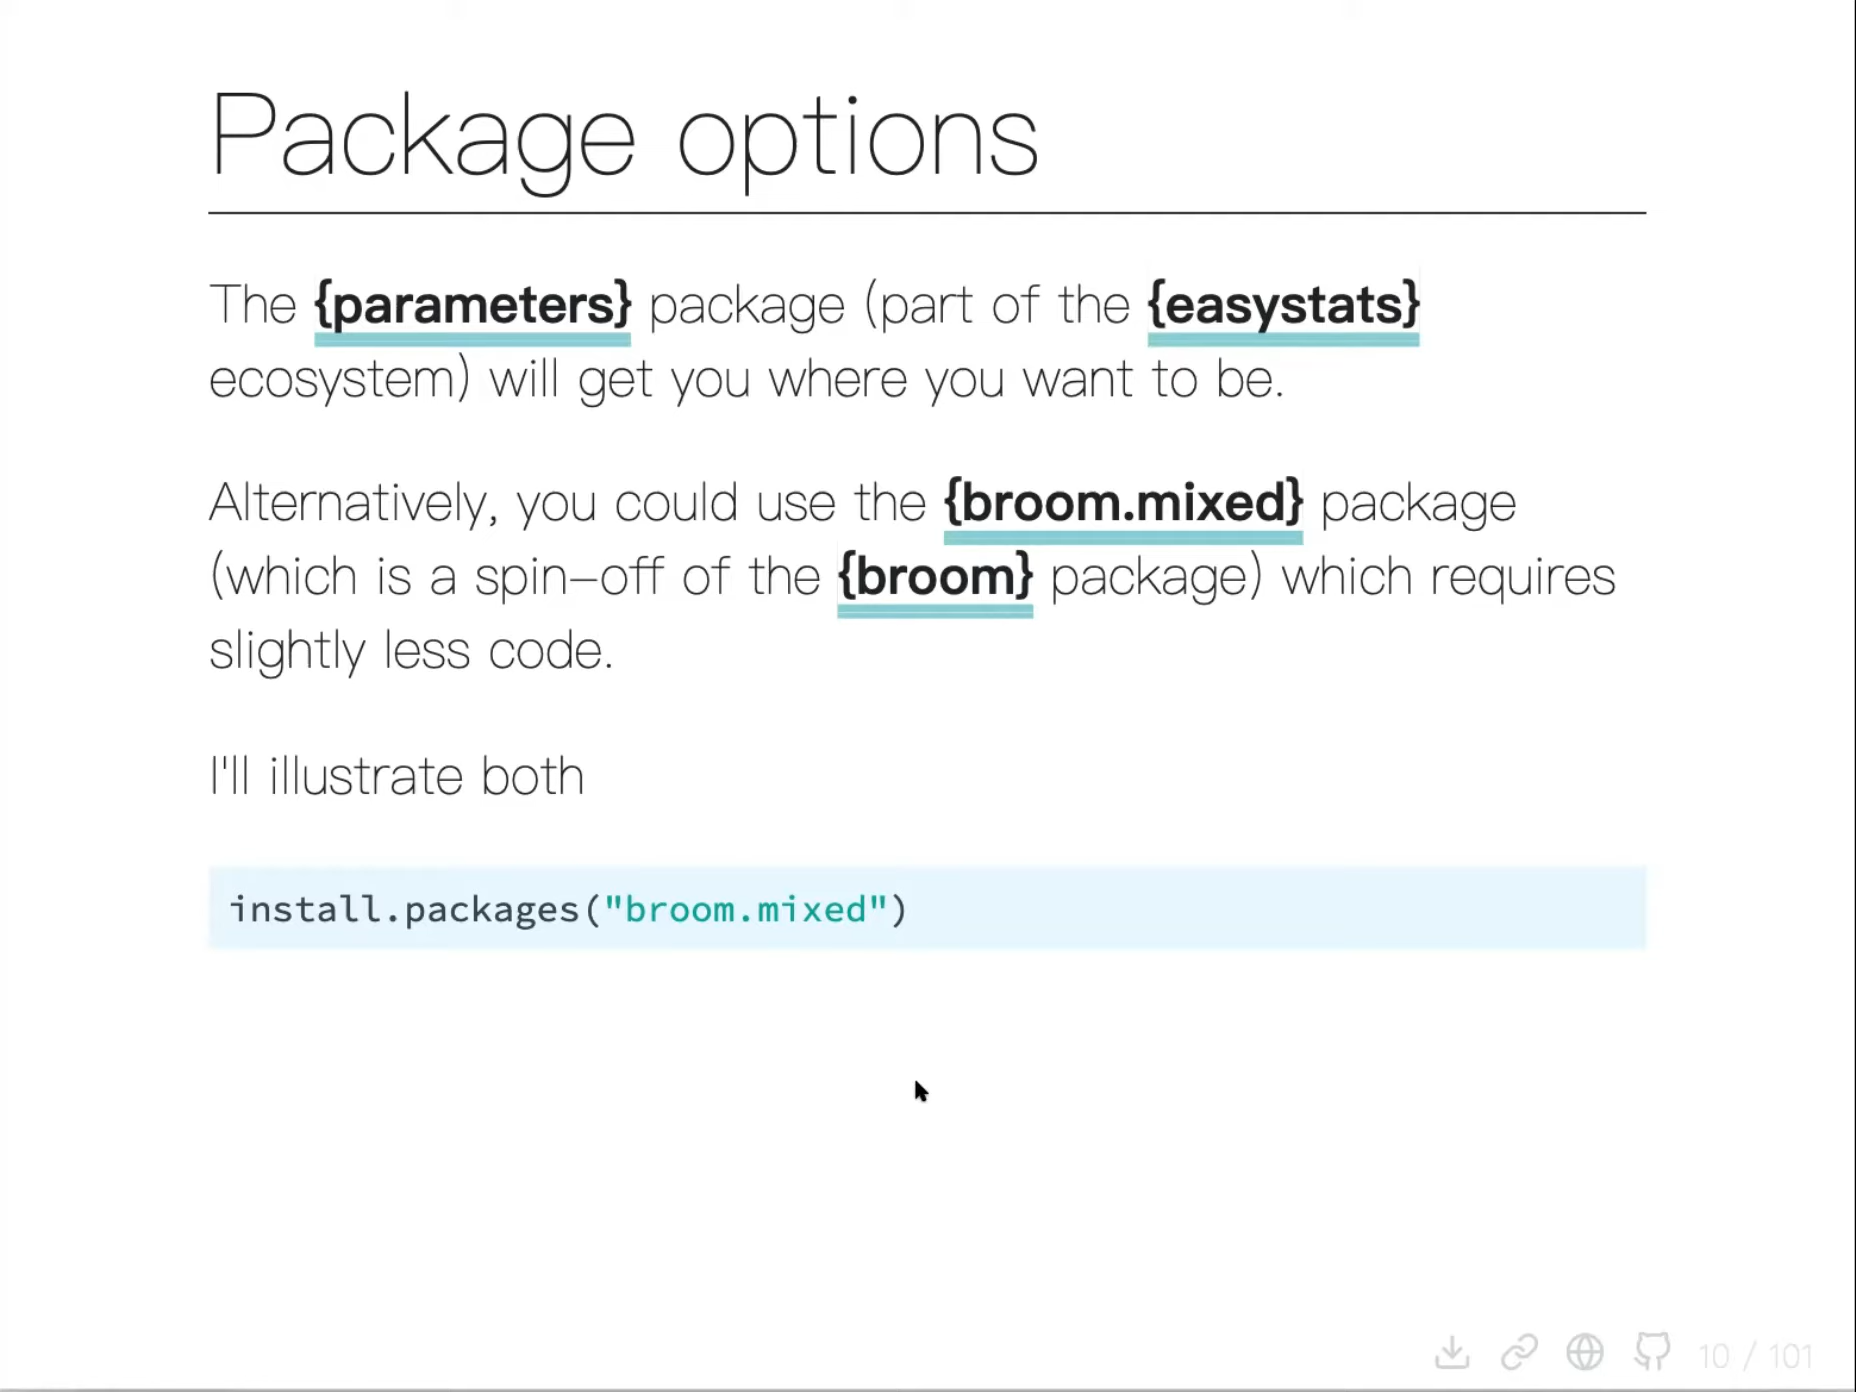 Package options
The {parameters} package (part of the {easystats}
ecosystem) will get you where you want to be.
Alternatively, you could use the {broom.mixed} package
(which is a spin-off of the {broom} package) which requires
slightly less code.
I'll illustrate both
install.packages("broom.mixed")
10 / 101